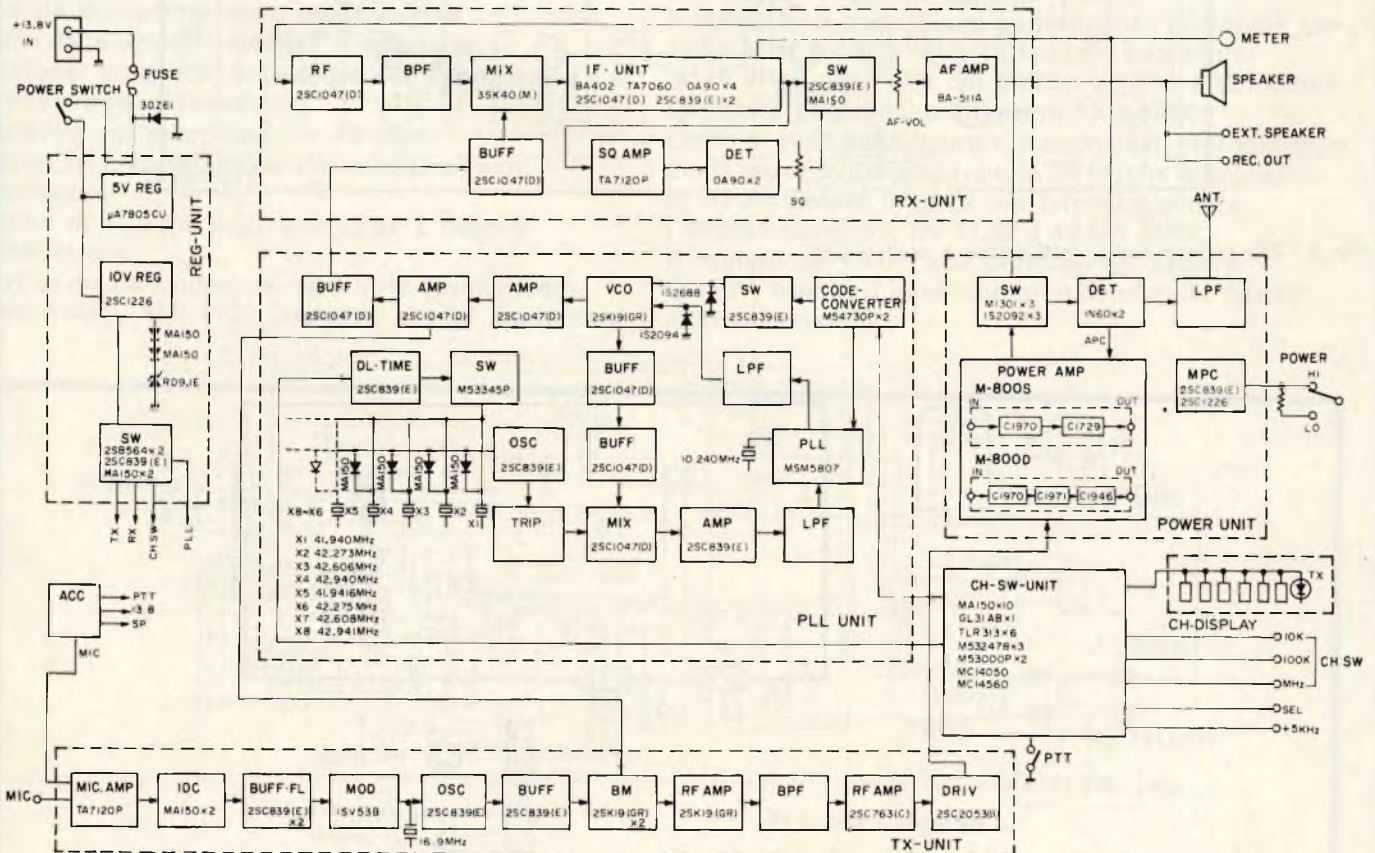 +13.8V
IN
FUSE
POWER SWITCH
30261
5V REG
µA7805CU
10V REG
2SC1226
REG-UNIT
MA150
MA150
RD9.1E
SW
2SB564×2
2SC839(E)
MA150×2
TX
RX
CH SW
PLL
ACC
PTT
13.8
SP
MIC
RF
2SC1047(D)
BPF
MIX
3SK40(M)
IF-UNIT
BA402 TA7060 OA90×4
2SC1047(D) 2SC839(E)×2
SW
2SC839(E)
MA150
AF-VOL
AF AMP
BA-511A
BUFF
2SC1047(D)
SQ AMP
TA7120P
DET
OA90×2
SQ
RX-UNIT
METER
SPEAKER
EXT. SPEAKER
REC. OUT
ANT
BUFF
2SC1047(D)
AMP
2SC1047(D)
AMP
2SC1047(D)
VCO
2SK19(GR)
1S2688
1S2094
SW
2SC839(E)
CODE-
CONVERTER
M54730P×2
DL-TIME
2SC839(E)
SW
M53345P
BUFF
2SC1047(D)
LPF
OSC
2SC839(E)
BUFF
2SC1047(D)
10.240MHz
PLL
MSM5807
MA150
MA150
MA150
MA150
X8~X6
X5
X4
X3
X2
X1
TRIP
MIX
2SC1047(D)
AMP
2SC839(E)
LPF
X1 41.940MHz
X2 42.273MHz
X3 42.606MHz
X4 42.940MHz
X5 41.9416MHz
X6 42.275MHz
X7 42.608MHz
X8 42.941MHz
PLL UNIT
SW
MI301×3
1S2092×3
DET
IN60×2
LPF
APC
POWER AMP
M-800S
IN
OUT
C1970
C1729
M-800D
IN
OUT
C1970
C1971
C1946
MPC
2SC839(E)
2SC1226
POWER
HI
LO
POWER UNIT
CH-SW-UNIT
MA150×10
GL31AB×1
TLR313×6
M53247B×3
M53000P×2
MC14050
MC14560
TX
CH-DISPLAY
10K
100K
MHz
CH SW
SEL
+5KHz
PTT
MIC
MIC. AMP
TA7120P
IDC
MA150×2
BUFF-FL
2SC839(E)
×2
MOD
ISV53B
16.9MHz
OSC
2SC839(E)
BUFF
2SC839(E)
BM
2SK19(GR)
×2
RF AMP
2SK19(GR)
BPF
RF AMP
2SC763(C)
DRIV
2SC2053(B)
TX-UNIT